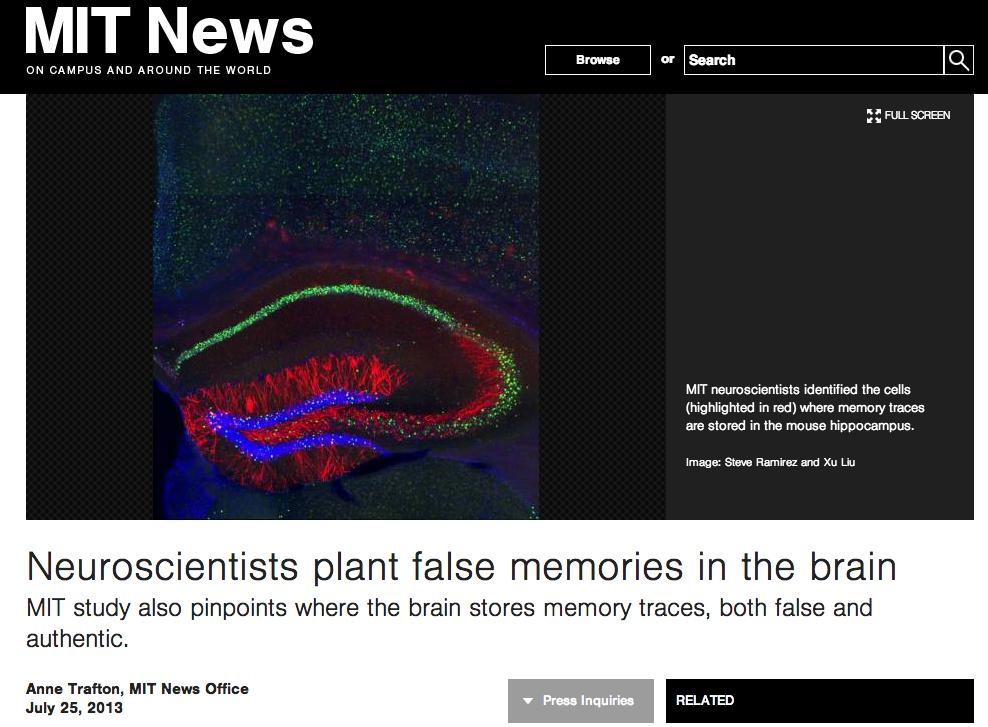 MIT News
ON CAMPUS AND AROUND THE WORLD
Browse or Search
FULL SCREEN
MIT neuroscientists identified the cells
(highlighted in red) where memory traces
are stored in the mouse hippocampus.
Image: Steve Ramirez and Xu Liu
Neuroscientists plant false memories in the brain
MIT study also pinpoints where the brain stores memory traces, both false and
authentic.
Anne Trafton, MIT News Office
July 25, 2013
Press Inquiries
RELATED